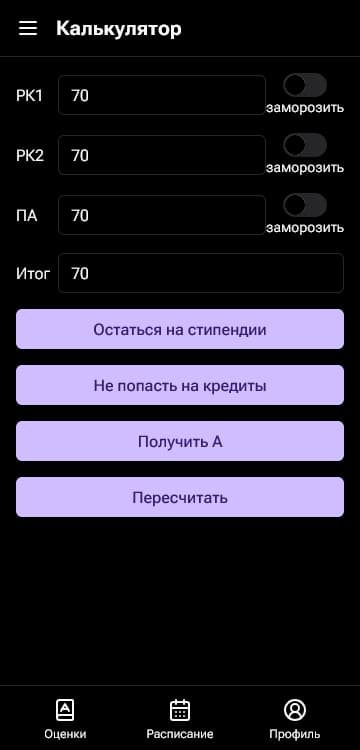 Калькулятор
РК1 70
заморозить
РК2 70
заморозить
ПА 70
заморозить
Итог 70
Остаться на стипендии
Не попасть на кредиты
Получить А
Пересчитать
Оценки Расписание Профиль